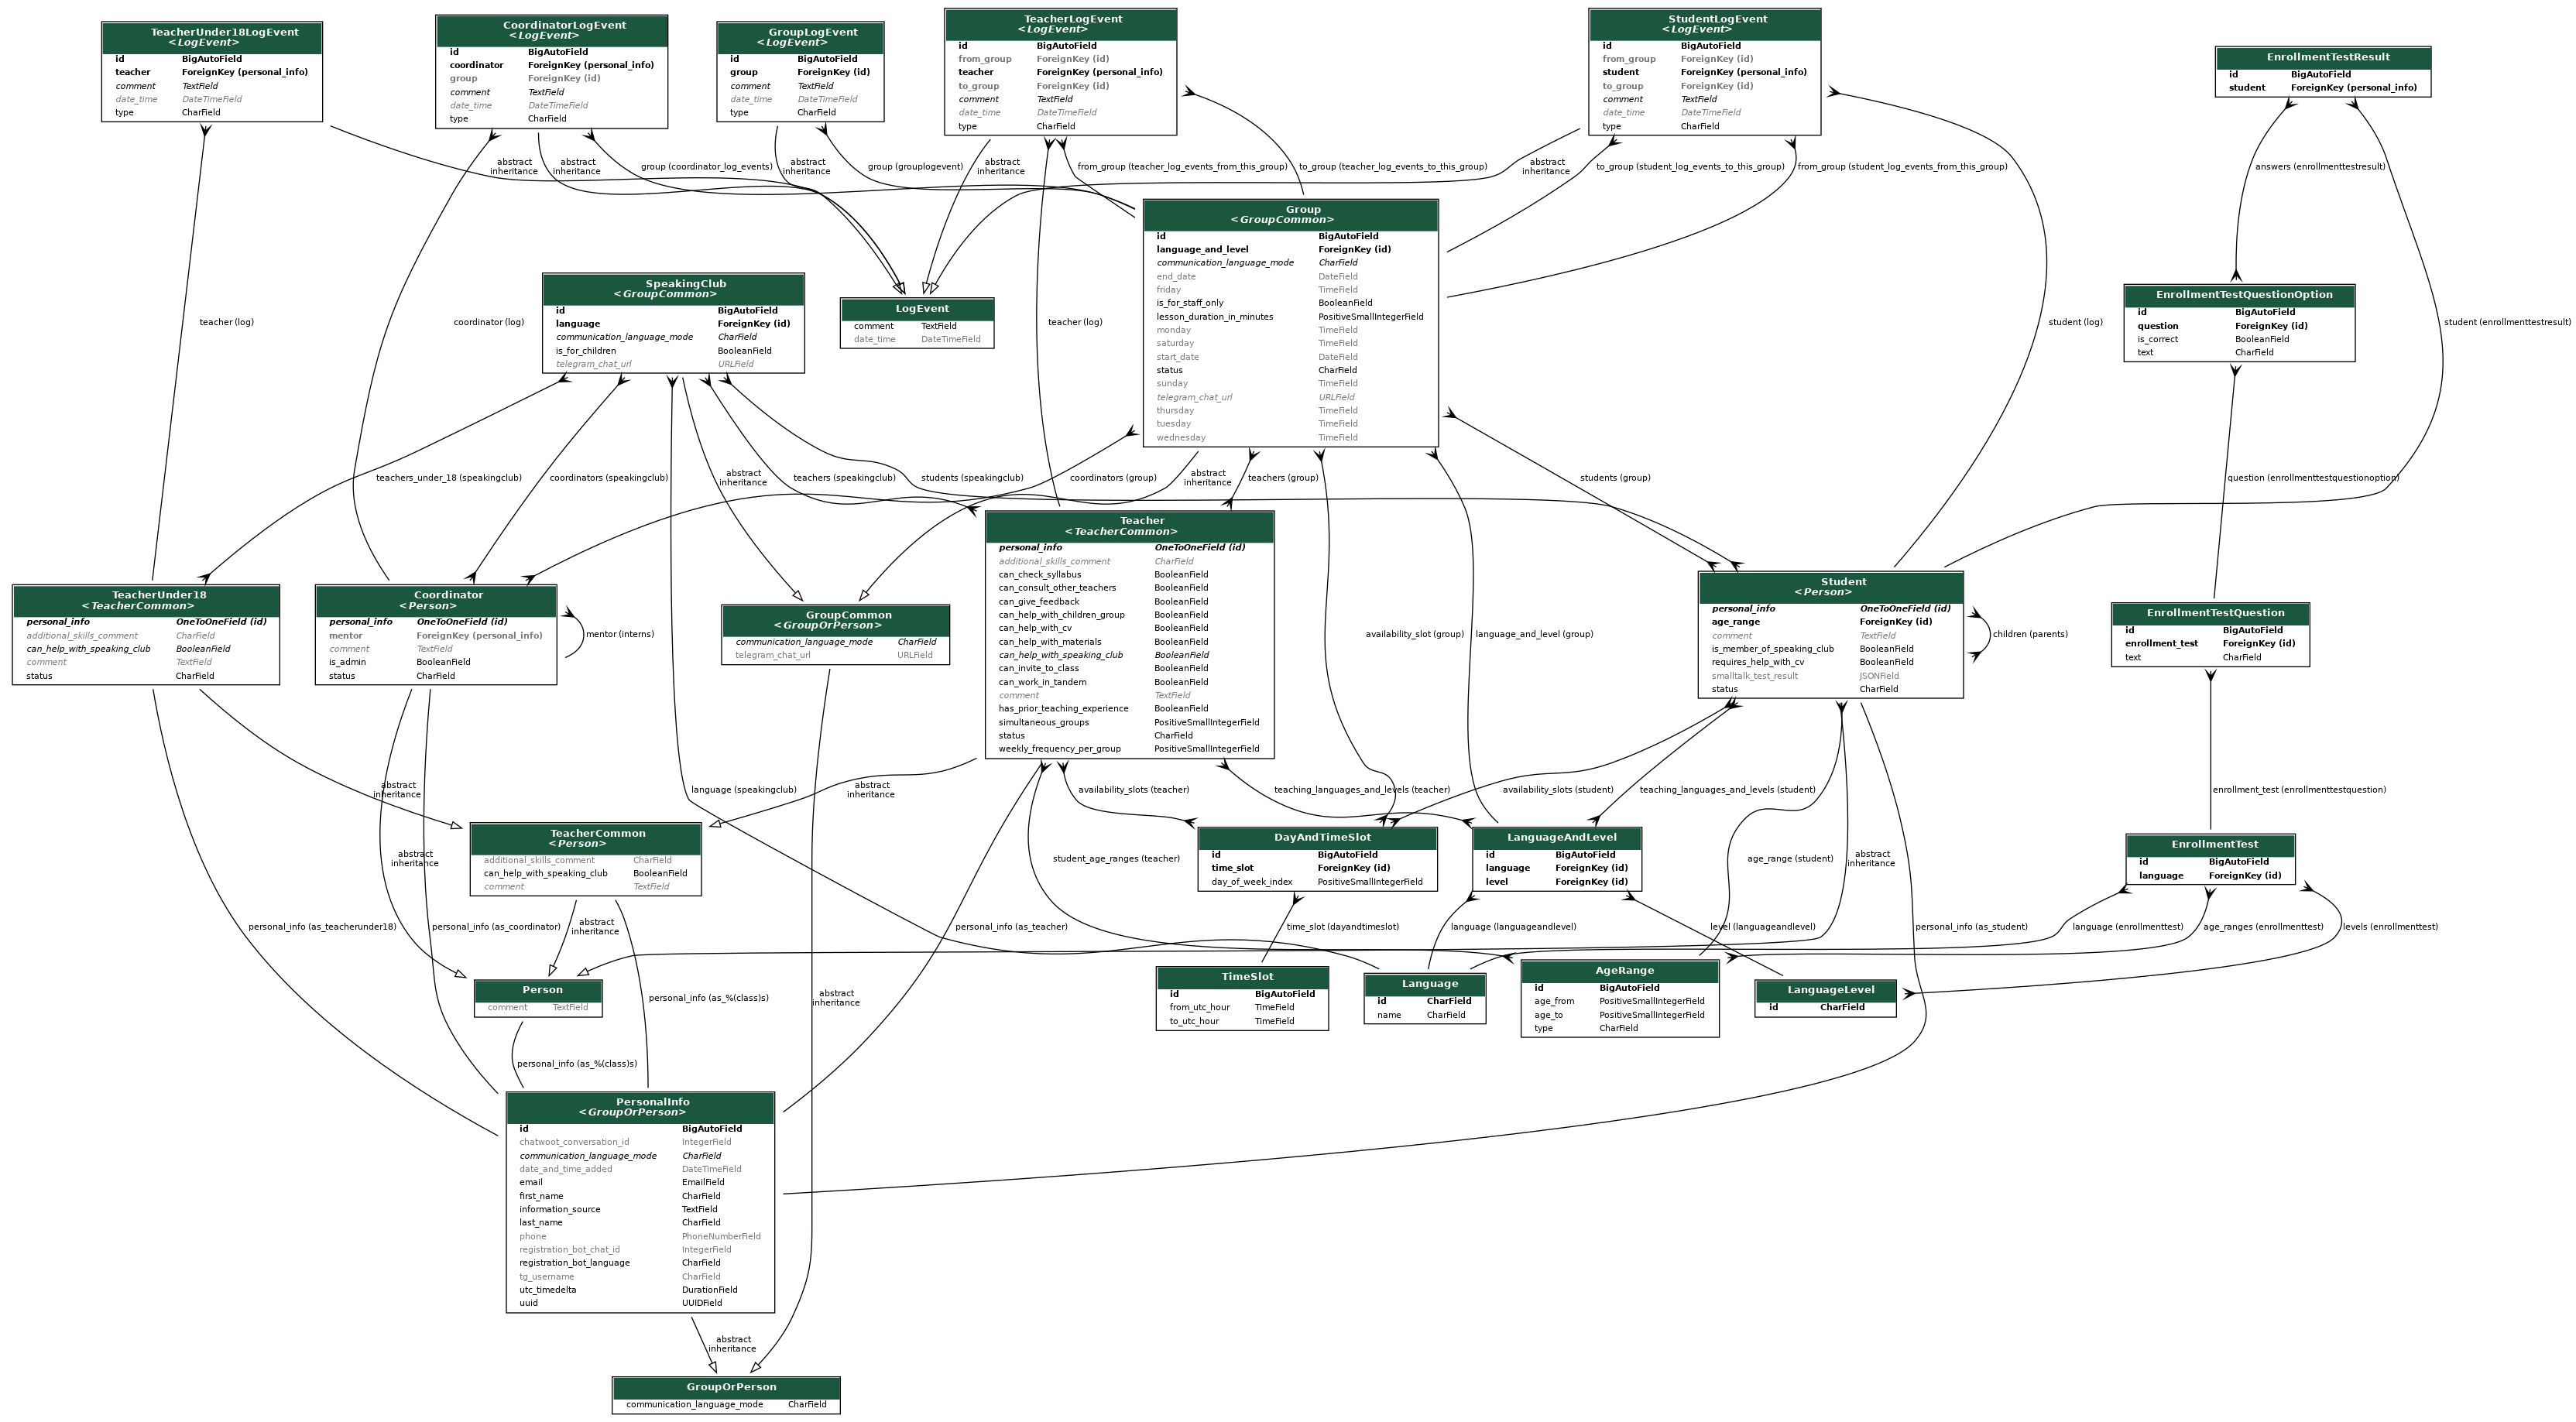 TeacherUnder18LogEvent
<LogEvent>
id BigAutoField
teacher ForeignKey (personal_info)
comment TextField
date_time DateTimeField
type CharField
CoordinatorLogEvent
<LogEvent>
id BigAutoField
coordinator ForeignKey (personal_info)
group ForeignKey (id)
comment TextField
date_time DateTimeField
type CharField
GroupLogEvent
<LogEvent>
id BigAutoField
group ForeignKey (id)
comment TextField
date_time DateTimeField
type CharField
TeacherLogEvent
<LogEvent>
id BigAutoField
from_group ForeignKey (id)
teacher ForeignKey (personal_info)
to_group ForeignKey (id)
comment TextField
date_time DateTimeField
type CharField
StudentLogEvent
<LogEvent>
id BigAutoField
from_group ForeignKey (id)
student ForeignKey (personal_info)
to_group ForeignKey (id)
comment TextField
date_time DateTimeField
type CharField
EnrollmentTestResult
id BigAutoField
student ForeignKey (personal_info)
abstract
inheritance
abstract
inheritance
group (coordinator_log_events)
abstract
inheritance
group (grouplogevent)
abstract
inheritance
from_group (teacher_log_events_from_this_group)
to_group (teacher_log_events_to_this_group)
abstract
inheritance
to_group (student_log_events_to_this_group)
from_group (student_log_events_from_this_group)
answers (enrollmenttestresult)
Group
<GroupCommon>
id BigAutoField
language_and_level ForeignKey (id)
communication_language_mode CharField
end_date DateField
friday TimeField
is_for_staff_only BooleanField
lesson_duration_in_minutes PositiveSmallIntegerField
monday TimeField
saturday TimeField
start_date DateField
status CharField
sunday TimeField
telegram_chat_url URLField
thursday TimeField
tuesday TimeField
wednesday TimeField
SpeakingClub
<GroupCommon>
id BigAutoField
language ForeignKey (id)
communication_language_mode CharField
is_for_children BooleanField
telegram_chat_url URLField
LogEvent
comment TextField
date_time DateTimeField
EnrollmentTestQuestionOption
id BigAutoField
question ForeignKey (id)
is_correct BooleanField
text CharField
teacher (log)
coordinator (log)
teacher (log)
student (log)
student (enrollmenttestresult)
teachers_under_18 (speakingclub)
coordinators (speakingclub)
abstract
inheritance
teachers (speakingclub)
students (speakingclub)
coordinators (group)
abstract
inheritance
teachers (group)
students (group)
question (enrollmenttestquestionoption)
TeacherUnder18
<TeacherCommon>
personal_info OneToOneField (id)
additional_skills_comment CharField
can_help_with_speaking_club BooleanField
comment TextField
status CharField
Coordinator
<Person>
personal_info OneToOneField (id)
mentor ForeignKey (personal_info)
comment TextField
is_admin BooleanField
status CharField
mentor (interns)
GroupCommon
<GroupOrPerson>
communication_language_mode CharField
telegram_chat_url URLField
Teacher
<TeacherCommon>
personal_info OneToOneField (id)
additional_skills_comment CharField
can_check_syllabus BooleanField
can_consult_other_teachers BooleanField
can_give_feedback BooleanField
can_help_with_children_group BooleanField
can_help_with_cv BooleanField
can_help_with_materials BooleanField
can_help_with_speaking_club BooleanField
can_invite_to_class BooleanField
can_work_in_tandem BooleanField
comment TextField
has_prior_teaching_experience BooleanField
simultaneous_groups PositiveSmallIntegerField
status CharField
weekly_frequency_per_group PositiveSmallIntegerField
availability_slot (group)
language_and_level (group)
Student
<Person>
personal_info OneToOneField (id)
age_range ForeignKey (id)
comment TextField
is_member_of_speaking_club BooleanField
requires_help_with_cv BooleanField
smalltalk_test_result JSONField
status CharField
children (parents)
EnrollmentTestQuestion
id BigAutoField
enrollment_test ForeignKey (id)
text CharField
abstract
inheritance
language (speakingclub)
abstract
inheritance
availability_slots (teacher)
teaching_languages_and_levels (teacher)
availability_slots (student)
teaching_languages_and_levels (student)
enrollment_test (enrollmenttestquestion)
TeacherCommon
<Person>
additional_skills_comment CharField
can_help_with_speaking_club BooleanField
comment TextField
abstract
inheritance
student_age_ranges (teacher)
DayAndTimeSlot
id BigAutoField
time_slot ForeignKey (id)
day_of_week_index PositiveSmallIntegerField
LanguageAndLevel
id BigAutoField
language ForeignKey (id)
level ForeignKey (id)
age_range (student)
abstract
inheritance
EnrollmentTest
id BigAutoField
language ForeignKey (id)
personal_info (as_teacherunder18)
personal_info (as_coordinator)
abstract
inheritance
personal_info (as_teacher)
time_slot (dayandtimeslot)
language (languageandlevel)
level (languageandlevel)
personal_info (as_student)
language (enrollmenttest)
age_ranges (enrollmenttest)
levels (enrollmenttest)
Person
comment TextField
personal_info (as_%(class)s)
abstract
inheritance
TimeSlot
id BigAutoField
from_utc_hour TimeField
to_utc_hour TimeField
Language
id CharField
name CharField
AgeRange
id BigAutoField
age_from PositiveSmallIntegerField
age_to PositiveSmallIntegerField
type CharField
LanguageLevel
id CharField
personal_info (as_%(class)s)
PersonalInfo
<GroupOrPerson>
id BigAutoField
chatwoot_conversation_id IntegerField
communication_language_mode CharField
date_and_time_added DateTimeField
email EmailField
first_name CharField
information_source TextField
last_name CharField
phone PhoneNumberField
registration_bot_chat_id IntegerField
registration_bot_language CharField
tg_username CharField
utc_timedelta DurationField
uuid UUIDField
abstract
inheritance
GroupOrPerson
communication_language_mode CharField